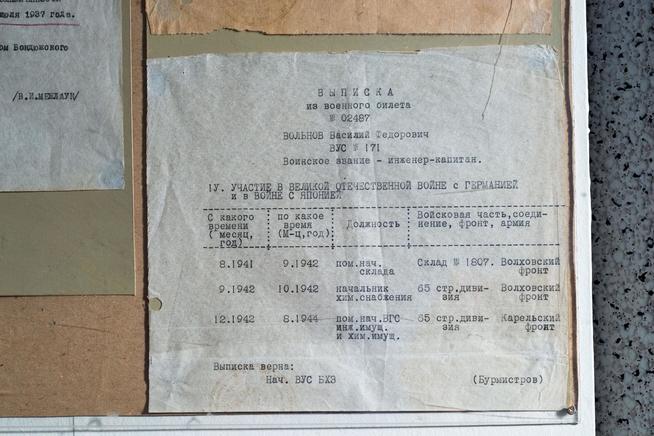 июля 1937 года.
ом Бондюжского
/В.И.МЕЖЛАУК/
В Ы П И С К А
из военного билета
№ 02487
ВОЛЬНОВ Василий Федорович
ВУС № 171
Воинское звание - инженер-капитан.
1У. УЧАСТИЕ В ВЕЛИКОЙ ОТЕЧЕСТВЕННОЙ ВОЙНЕ с ГЕРМАНИЕЙ
и в ВОЙНЕ с ЯПОНИЕЙ
С какого времени (месяц, год) по какое время (М-ц,год) Должность Войсковая часть,соеди-
нение, фронт, армия
8.1941 9.1942 пом.нач. Склад № 1807. Волховский
склада фронт
9.1942 10.1942 начальник 65 стр.диви- Волховский
хим.снабжения зия фронт
12.1942 8.1944 пом.нач.ВГС 65 стр.диви- Карельский
инж.имущ. зия фронт
и хим.имущ.
Выписка верна:
Нач. ВУС БХЗ (Бурмистров)